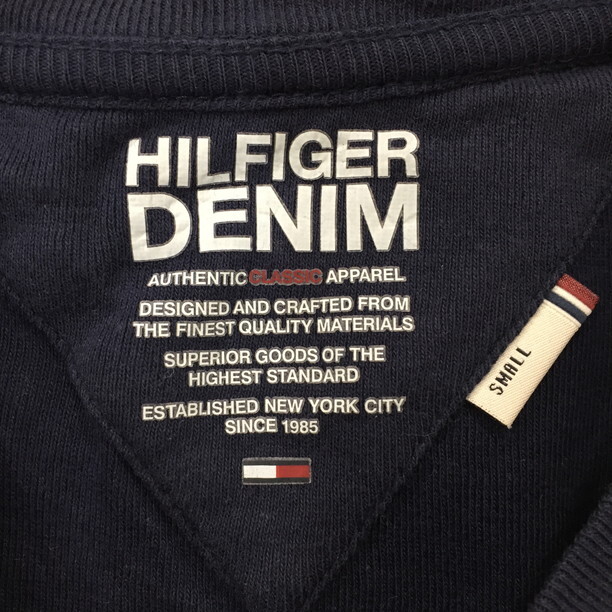 HILFIGER
DENIM
AUTHENTIC CLASSIC APPAREL
DESIGNED AND CRAFTED FROM
THE FINEST QUALITY MATERIALS
SUPERIOR GOODS OF THE
HIGHEST STANDARD
ESTABLISHED NEW YORK CITY
SINCE 1985
SMALL